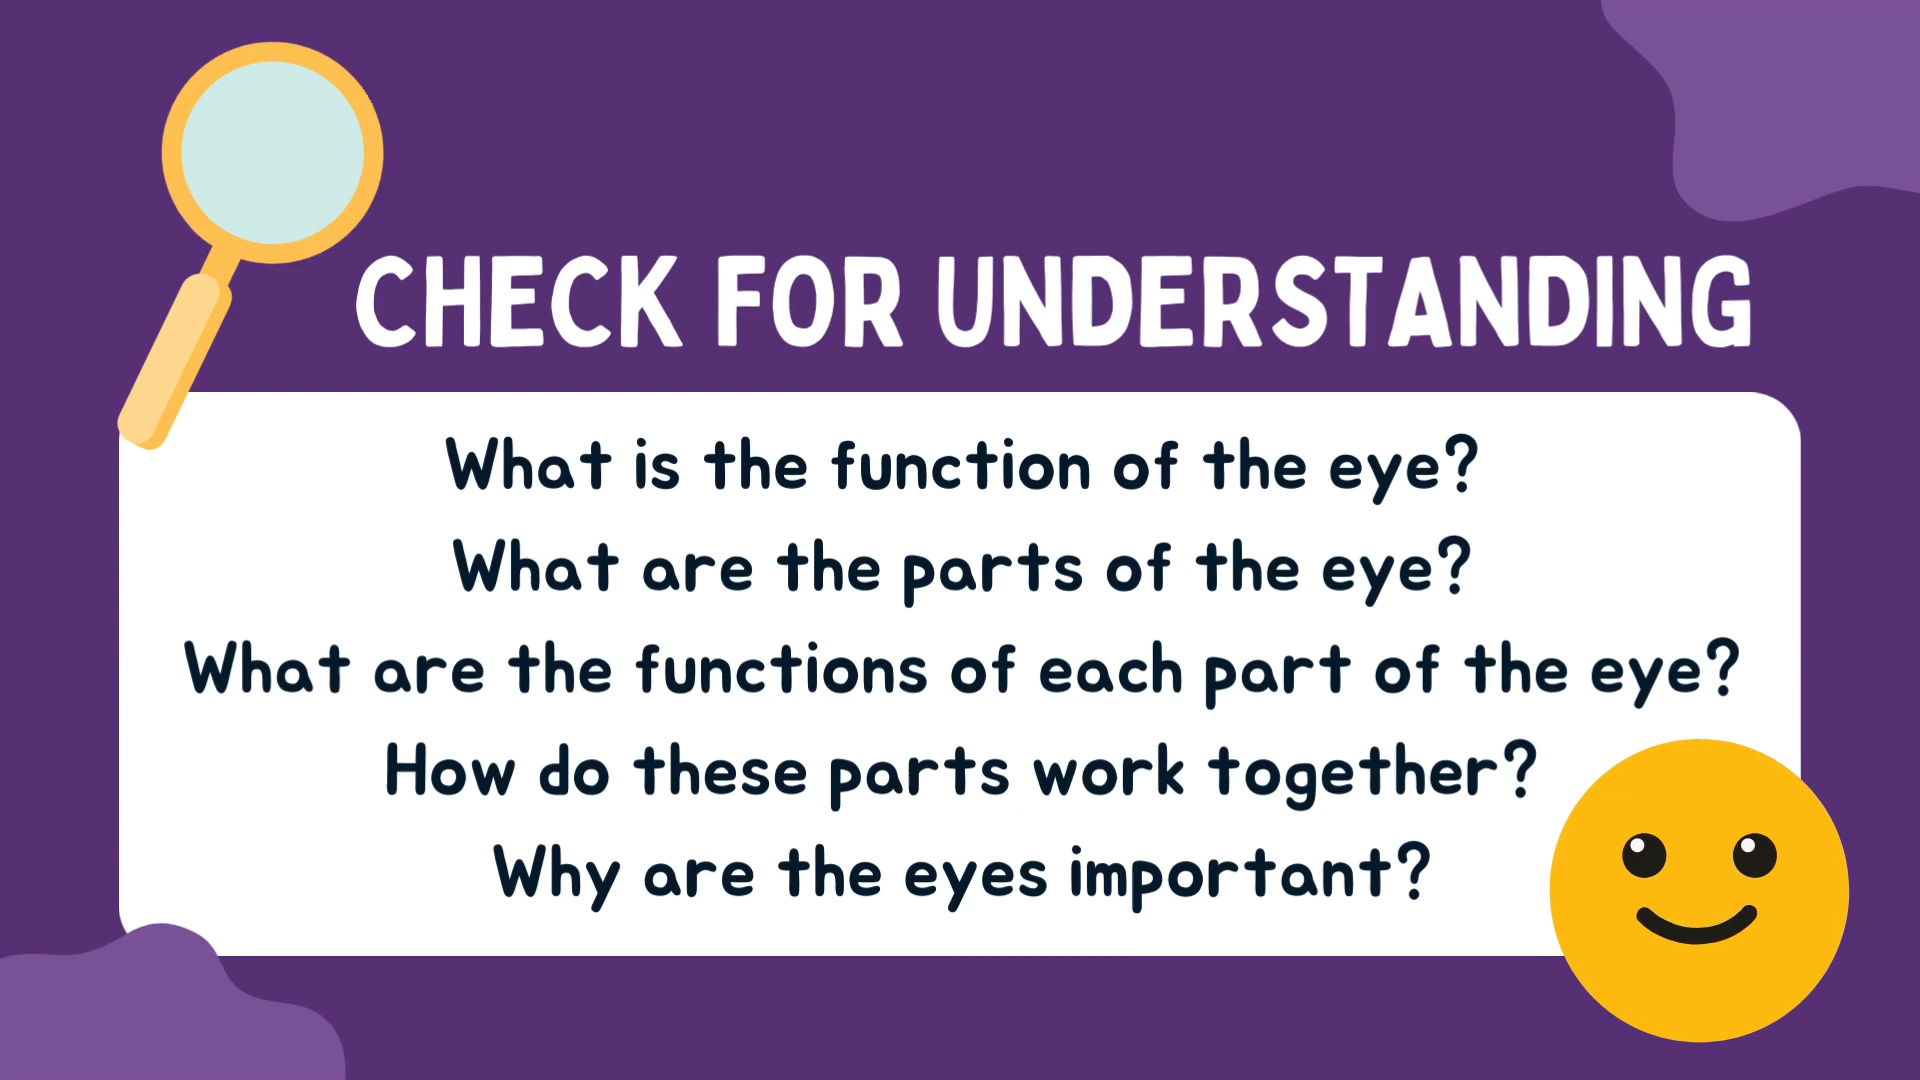 CHECK FOR UNDERSTANDING
What is the function of the eye?
What are the parts of the eye?
What are the functions of each part of the eye?
How do these parts work together?
Why are the eyes important?